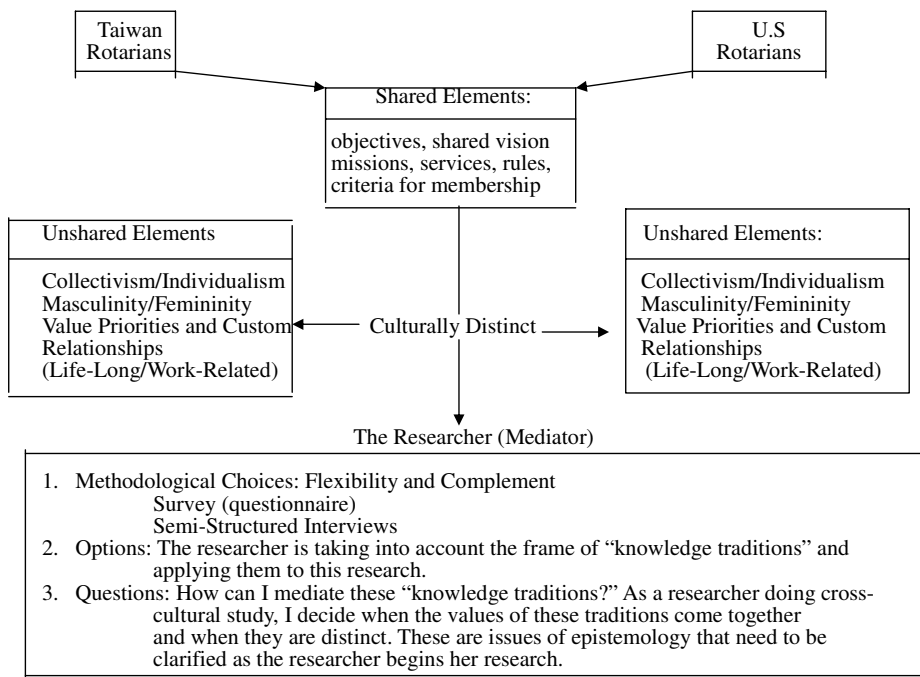 Taiwan
Rotarians
U.S
Rotarians
Shared Elements:
objectives, shared vision
missions, services, rules,
criteria for membership
Unshared Elements
Collectivism/Individualism
Masculinity/Femininity
Value Priorities and Custom
Relationships
(Life-Long/Work-Related)
Culturally Distinct
Unshared Elements:
Collectivism/Individualism
Masculinity/Femininity
Value Priorities and Custom
Relationships
(Life-Long/Work-Related)
The Researcher (Mediator)
1. Methodological Choices: Flexibility and Complement
Survey (questionnaire)
Semi-Structured Interviews
2. Options: The researcher is taking into account the frame of “knowledge traditions” and
applying them to this research.
3. Questions: How can I mediate these “knowledge traditions?” As a researcher doing cross-
cultural study, I decide when the values of these traditions come together
and when they are distinct. These are issues of epistemology that need to be
clarified as the researcher begins her research.